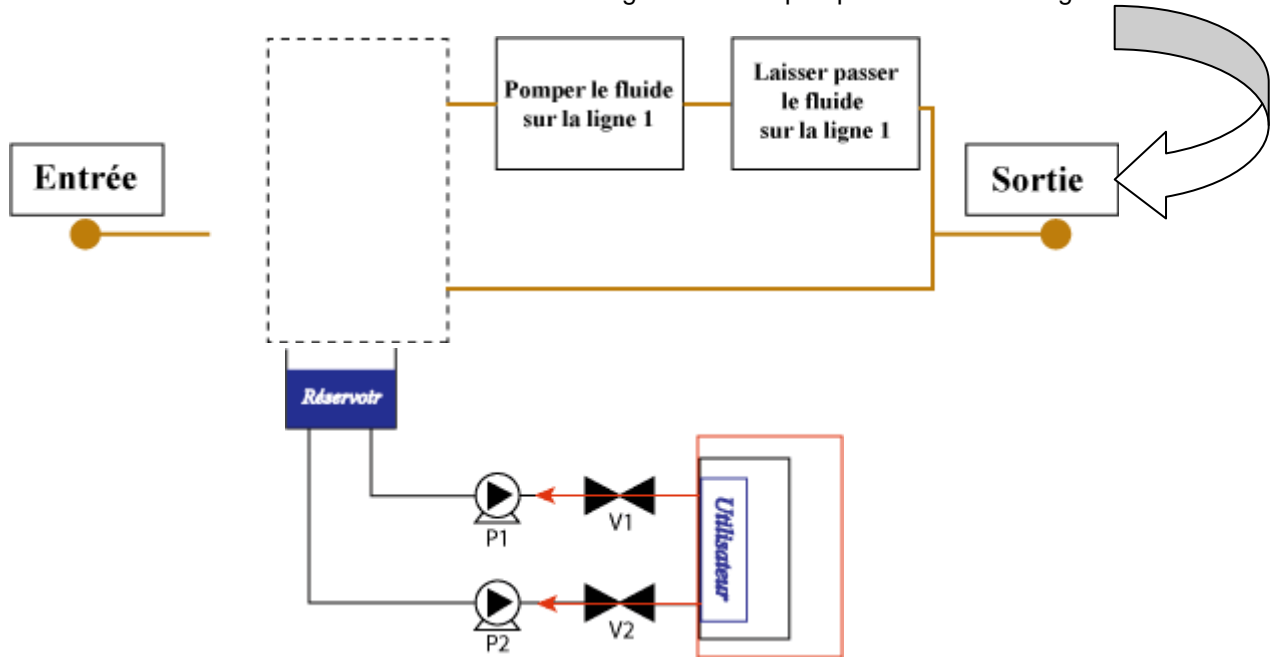 Pomper le fluide
sur la ligne 1
Laisser passer
le fluide
sur la ligne 1
Entrée
Sortie
Réservoir
P1
V1
Utilisateur
P2
V2